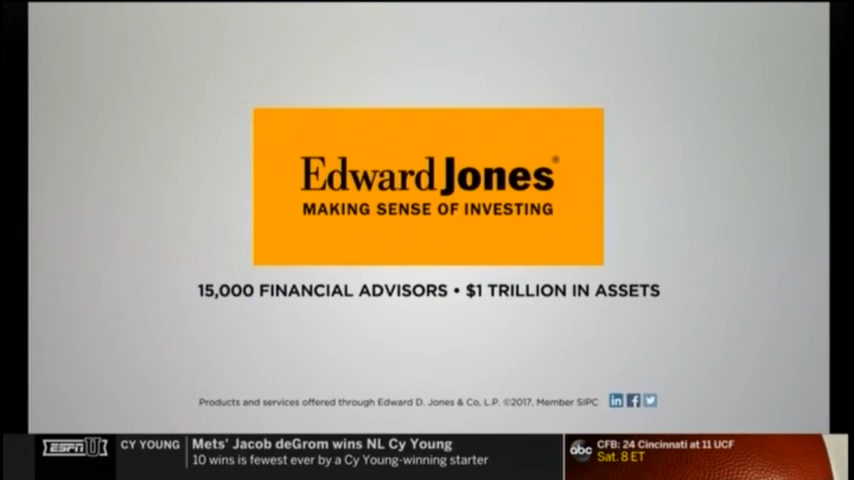 Edward Jones®
MAKING SENSE OF INVESTING
15,000 FINANCIAL ADVISORS • $1 TRILLION IN ASSETS
Products and services offered through Edward D. Jones & Co, L.P. ©2017, Member SIPC in f
ESPN U CY YOUNG Mets' Jacob deGrom wins NL Cy Young
10 wins is fewest ever by a Cy Young-winning starter
abc CFB: 24 Cincinnati at 11 UCF
Sat. 8 ET